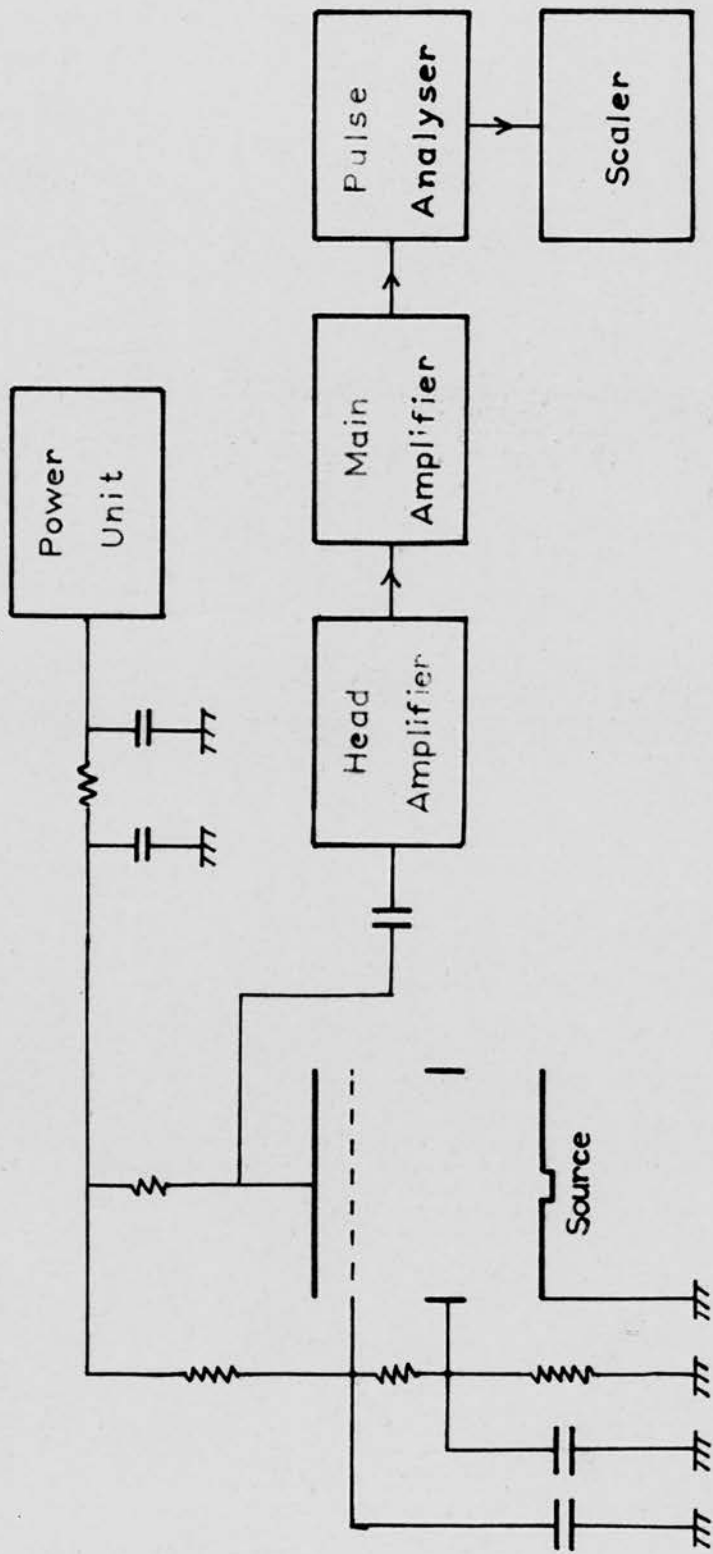 Power
Unit
Head
Amplifier
Main
Amplifier
Pulse
Analyser
Scaler
Source